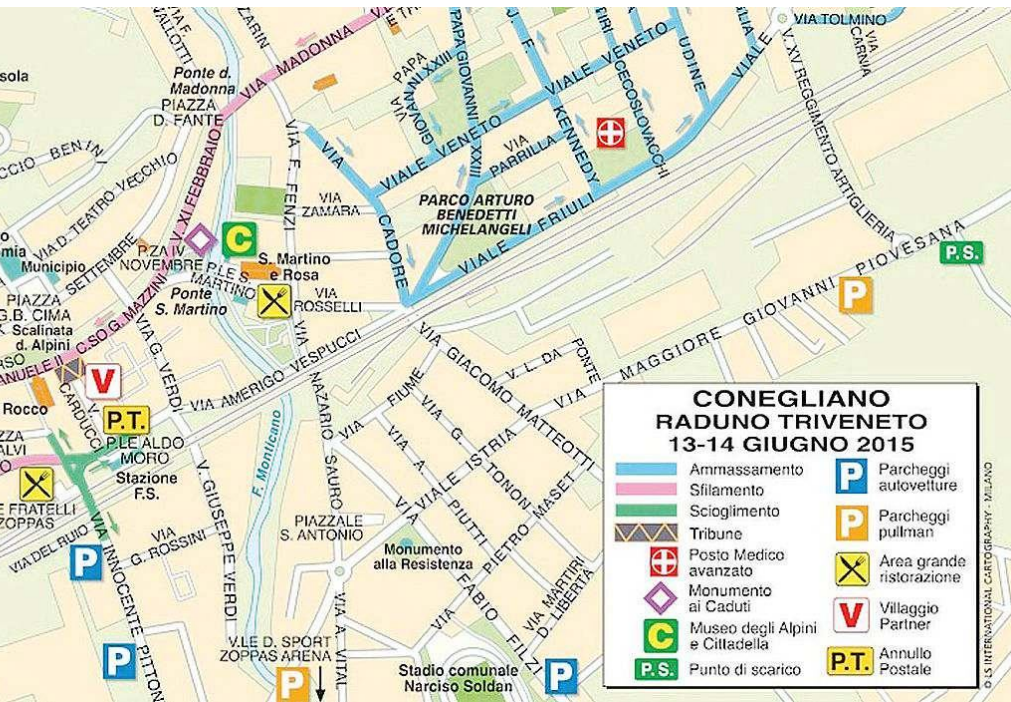 VIA F.
VALLOTTI
ZARIN
V.
VIA MADONNA
Ponte d.
Madonna
PIAZZA
D. FANTE
VIA
PAPA
GIOVANNI XXIII
PAPA GIOVANNI XXIII
J. F. KENNEDY
CECOSLOVACCHI
UDINE
VIALE
VIA TOLMINO
VIA
CARNIA
V. XV REGGIMENTO ARTIGLIERIA
VIALE VENETO
VIALE VENETO
VIA
PARRILLA
VIA
CADORE
VIA F. FENZI
VIA
ZAMARA
PARCO ARTURO
BENEDETTI
MICHELANGELI
VIALE FRIULI
V. XI FEBBRAIO
VIA D. TEATRO VECCHIO
SETTEMBRE
Municipio
P.ZA IV
NOVEMBRE
P.LE S.
MARTINO
C
S. Martino
e Rosa
Ponte
S. Martino
VIA
ROSSELLI
PIAZZA
G.B. CIMA
Scalinata
d. Alpini
C.SO G. MAZZINI
VIA G. VERDI
VIA AMERIGO VESPUCCI
Rocco
V. CARDUCCI
V
P.T.
P.LE ALDO
MORO
Stazione
F.S.
FRATELLI
ZOPPAS
VIA DEL RUIO
VIA
G. ROSSINI
P
VIA INNOCENTE PITTON
P
V. GIUSEPPE VERDI
F. Monticano
NAZARIO SAURO
PIAZZALE
S. ANTONIO
V.LE D. SPORT
ZOPPAS ARENA
P
VIA A. VITAL
Monumento
alla Resistenza
Stadio comunale
Narciso Soldan
P
VIA FIUME
VIA GIACOMO MATTEOTTI
V. L. DA
PONTE
VIA G. STONON
VIA A. PIUTTI
VIALE ISTRIA
VIA PIETRO MASET
VIA FABIO FILZI
VIA MARTIRI
D. LIBERTÀ
VIA MAGGIORE GIOVANNI PIOVESANA
P
P.S.
CONEGLIANO
RADUNO TRIVENETO
13-14 GIUGNO 2015
Ammassamento
Sfilamento
Scioglimento
Tribune
Posto Medico
avanzato
Monumento
ai Caduti
C
Museo degli Alpini
e Cittadella
P.S.
Punto di scarico
P
Parcheggi
autovetture
P
Parcheggi
pullman
Area grande
ristorazione
V
Villaggio
Partner
P.T.
Annullo
Postale
© LS INTERNATIONAL CARTOGRAPHY - MILANO